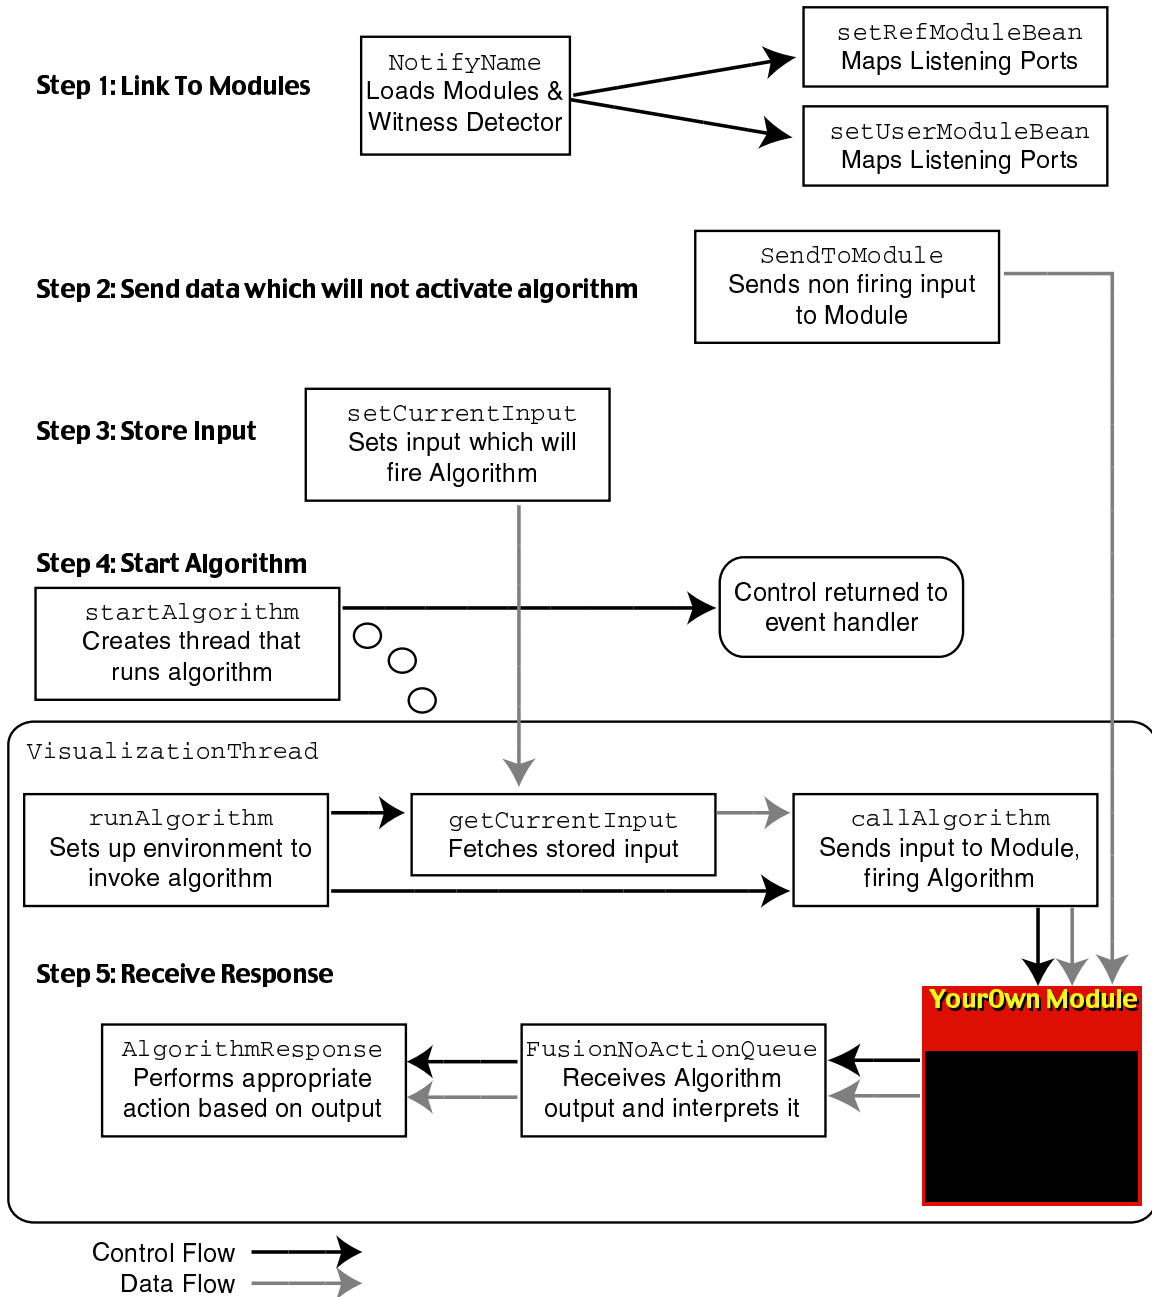 Step 1: Link To Modules
NotifyName
Loads Modules &
Witness Detector
setRefModuleBean
Maps Listening Ports
setUserModuleBean
Maps Listening Ports
Step 2: Send data which will not activate algorithm
SendToModule
Sends non firing input
to Module
Step 3: Store Input
setCurrentInput
Sets input which will
fire Algorithm
Step 4: Start Algorithm
startAlgorithm
Creates thread that
runs algorithm
Control returned to
event handler
VisualizationThread
runAlgorithm
Sets up environment to
invoke algorithm
getCurrentInput
Fetches stored input
callAlgorithm
Sends input to Module,
firing Algorithm
Step 5: Receive Response
YourOwn Module
AlgorithmResponse
Performs appropriate
action based on output
FusionNoActionQueue
Receives Algorithm
output and interprets it
Control Flow
Data Flow